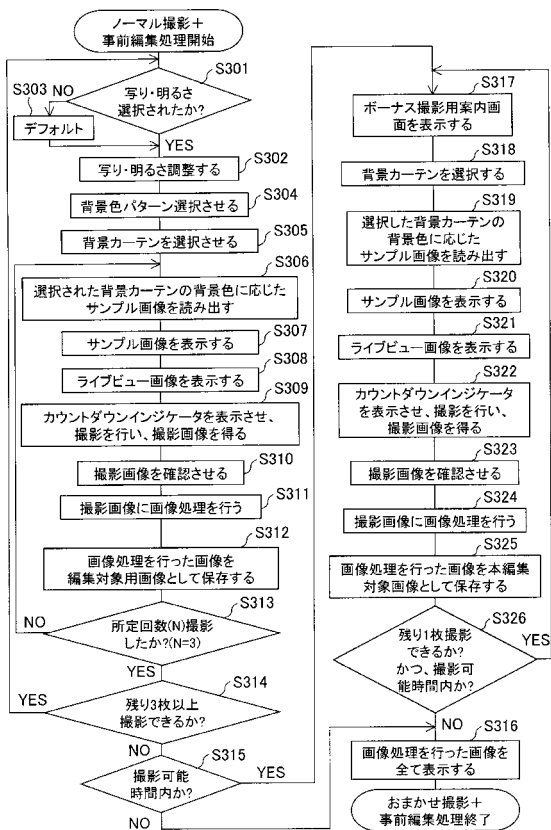 ノーマル撮影＋
事前編集処理開始
S301
写り・明るさ
選択されたか?
NO
S303
デフォルト
YES
S302
写り・明るさ調整する
S304
背景色パターン選択させる
S305
背景カーテンを選択させる
S306
選択された背景カーテンの背景色に応じた
サンプル画像を読み出す
S307
サンプル画像を表示する
S308
ライブビュー画像を表示する
S309
カウントダウンインジケータを表示させ、
撮影を行い、撮影画像を得る
S310
撮影画像を確認させる
S311
撮影画像に画像処理を行う
S312
画像処理を行った画像を
編集対象用画像として保存する
S313
所定回数(N)撮影
したか?(N=3)
NO
YES
S314
残り3枚以上
撮影できるか?
YES
NO
S315
撮影可能
時間内か?
YES
NO
S317
ボーナス撮影用案内画
面を表示する
S318
背景カーテンを選択する
S319
選択した背景カーテンの
背景色に応じた
サンプル画像を読み出す
S320
サンプル画像を表示する
S321
ライブビュー画像を表示する
S322
カウントダウンインジケータ
を表示させ、撮影を行い、
撮影画像を得る
S323
撮影画像を確認させる
S324
撮影画像に画像処理を行う
S325
画像処理を行った画像を本編集
対象画像として保存する
S326
残り1枚撮影
できるか?
かつ、撮影可
能時間内か?
YES
NO
S316
画像処理を行った画像を
全て表示する
おまかせ撮影＋
事前編集処理終了